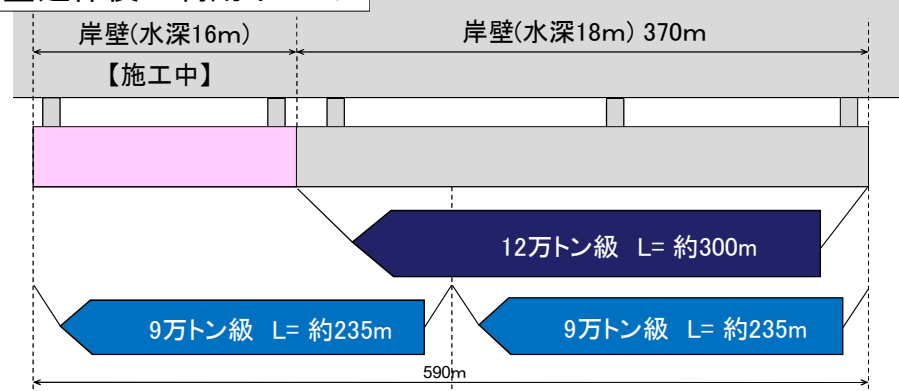 岸壁(水深16m)
岸壁(水深18m) 370m
【施工中】
12万トン級 L= 約300m
9万トン級 L= 約235m
9万トン級 L= 約235m
590m